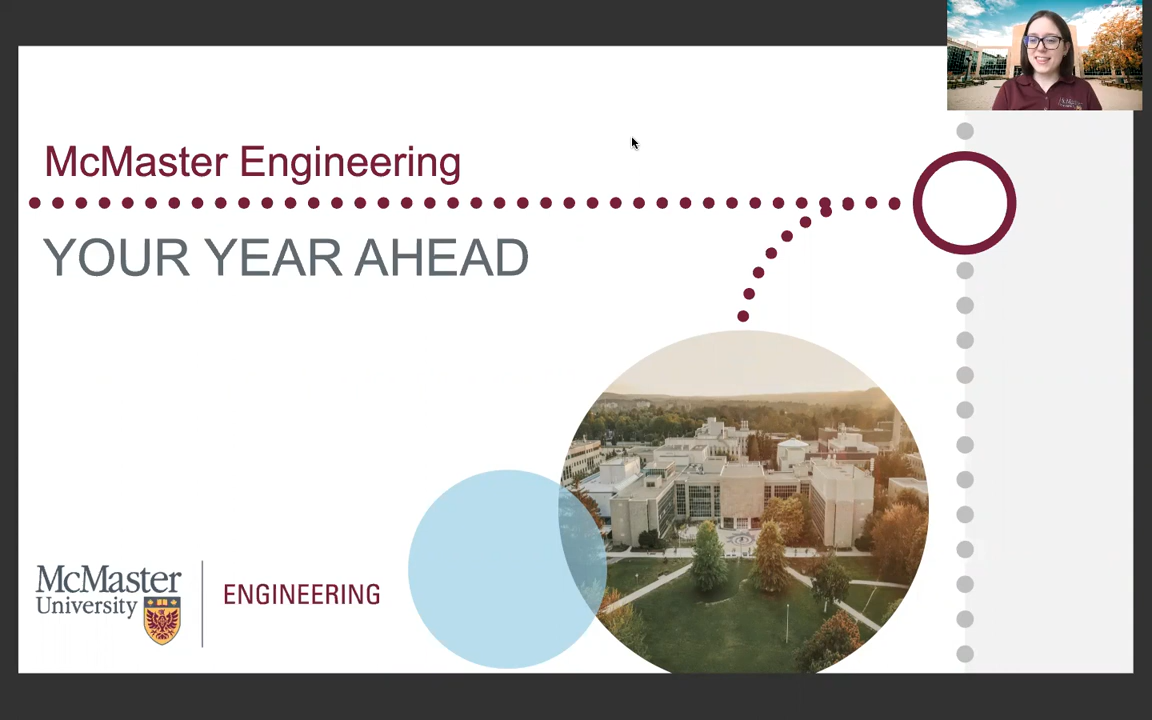 McMaster Engineering
YOUR YEAR AHEAD
McMaster
University
ENGINEERING